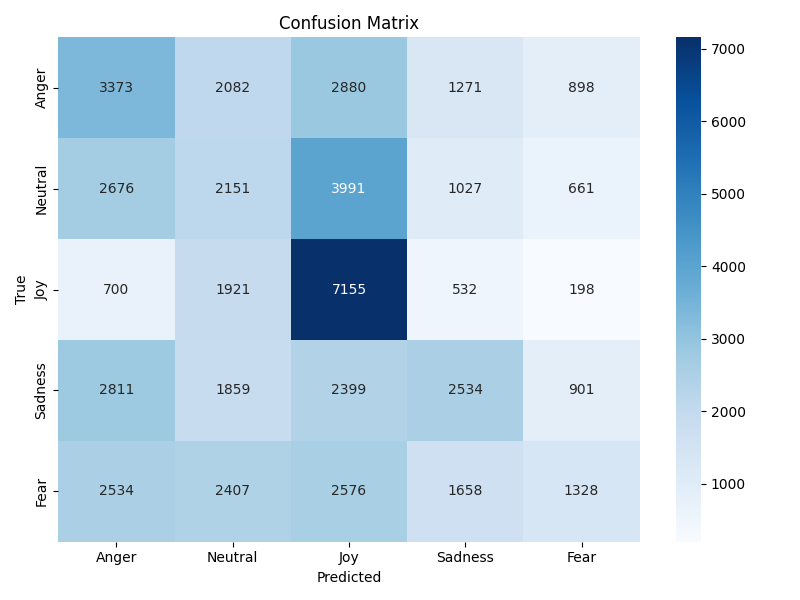 Confusion Matrix
Anger 3373 2082 2880 1271 898
Neutral 2676 2151 3991 1027 661
Joy 700 1921 7155 532 198
Sadness 2811 1859 2399 2534 901
Fear 2534 2407 2576 1658 1328
True
Anger Neutral Joy Sadness Fear
Predicted
7000
6000
5000
4000
3000
2000
1000